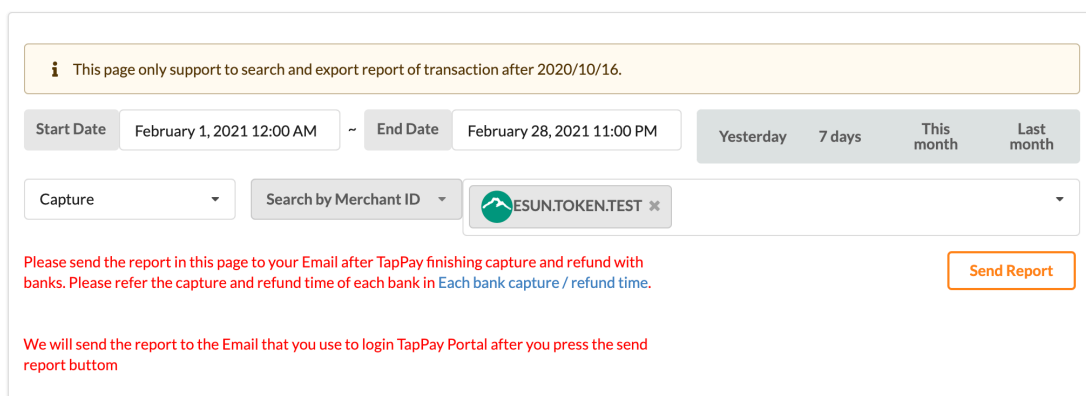 This page only support to search and export report of transaction after 2020/10/16.
Start Date February 1, 2021 12:00 AM ~ End Date February 28, 2021 11:00 PM Yesterday 7 days This month Last month
Capture Search by Merchant ID ESUN.TOKEN.TEST
Please send the report in this page to your Email after TapPay finishing capture and refund with
banks. Please refer the capture and refund time of each bank in Each bank capture / refund time.
Send Report
We will send the report to the Email that you use to login TapPay Portal after you press the send
report buttom